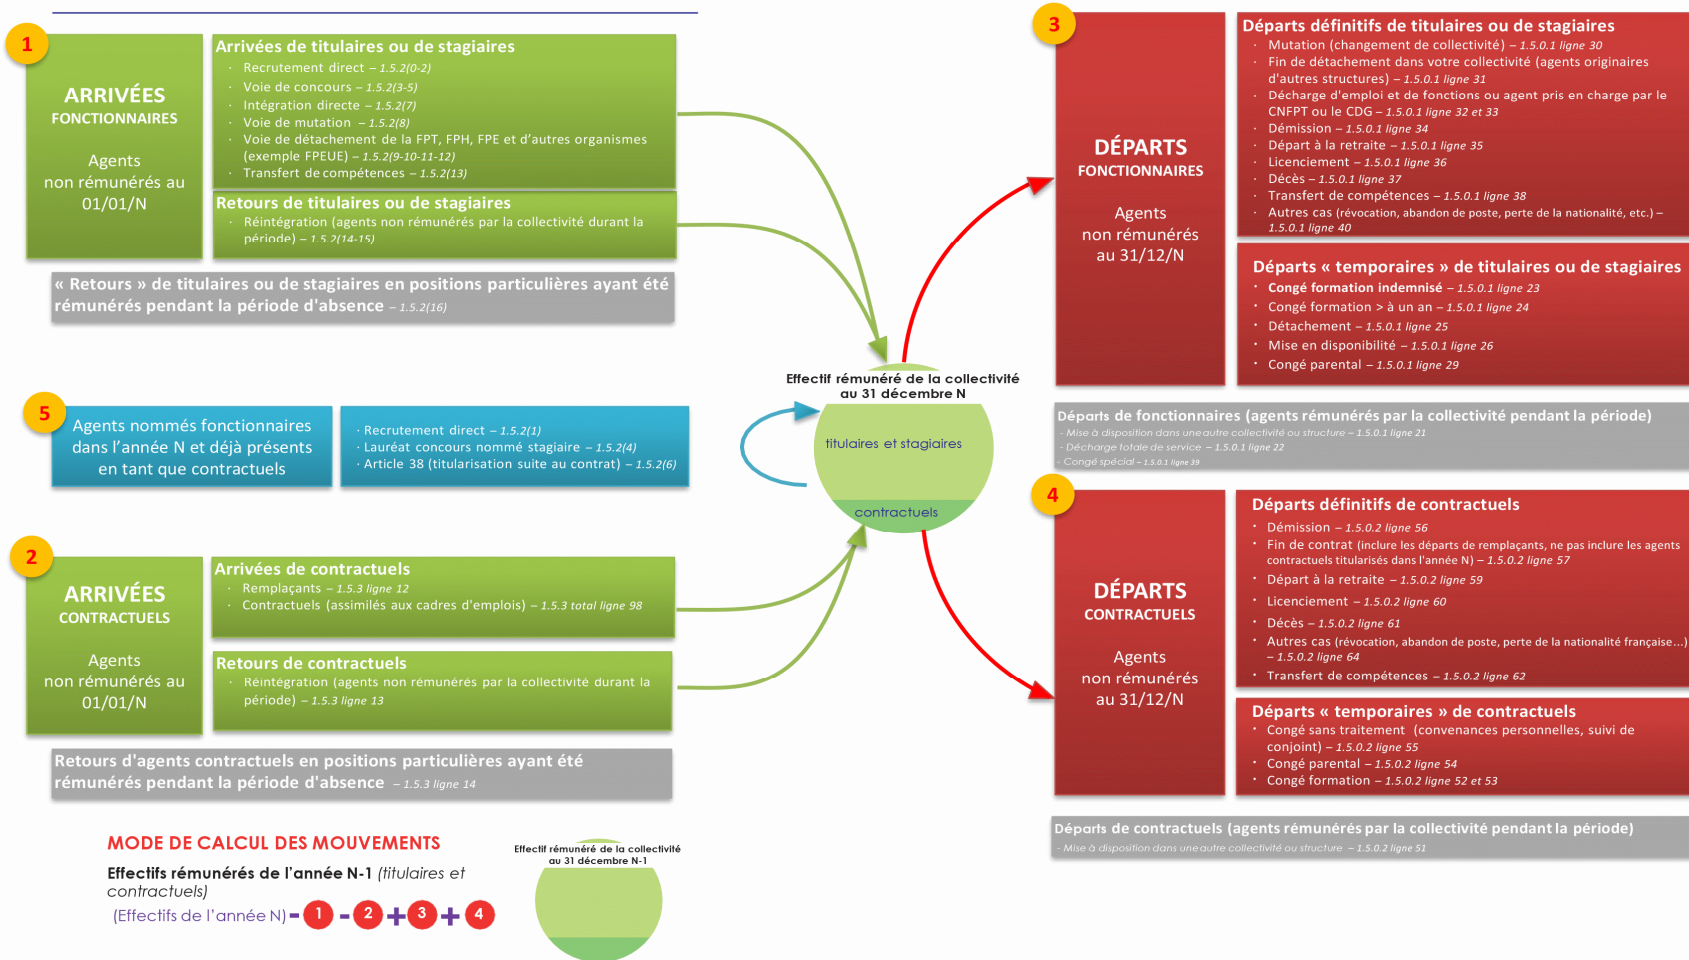 1
ARRIVÉES
FONCTIONNAIRES
Agents
non rémunérés au
01/01/N
Arrivées de titulaires ou de stagiaires
· Recrutement direct – 1.5.2(0-2)
· Voie de concours – 1.5.2(3-5)
· Intégration directe – 1.5.2(7)
· Voie de mutation – 1.5.2(8)
· Voie de détachement de la FPT, FPH, FPE et d'autres organismes
(exemple FPEUE) – 1.5.2(9-10-11-12)
· Transfert de compétences – 1.5.2(13)
Retours de titulaires ou de stagiaires
· Réintégration (agents non rémunérés par la collectivité durant la
période) – 1.5.2(14-15)
« Retours » de titulaires ou de stagiaires en positions particulières ayant été
rémunérés pendant la période d'absence – 1.5.2(16)
5
Agents nommés fonctionnaires
dans l'année N et déjà présents
en tant que contractuels
· Recrutement direct – 1.5.2(1)
· Lauréat concours nommé stagiaire – 1.5.2(4)
· Article 38 (titularisation suite au contrat) – 1.5.2(6)
2
ARRIVÉES
CONTRACTUELS
Agents
non rémunérés au
01/01/N
Arrivées de contractuels
· Remplaçants – 1.5.3 ligne 12
· Contractuels (assimilés aux cadres d'emplois) – 1.5.3 total ligne 98
Retours de contractuels
· Réintégration (agents non rémunérés par la collectivité durant la
période) – 1.5.3 ligne 13
Retours d'agents contractuels en positions particulières ayant été
rémunérés pendant la période d'absence – 1.5.3 ligne 14
MODE DE CALCUL DES MOUVEMENTS
Effectifs rémunérés de l'année N-1 (titulaires et
contractuels)
(Effectifs de l'année N) - 1 - 2 + 3 + 4
Effectif rémunéré de la collectivité
au 31 décembre N-1
Effectif rémunéré de la collectivité
au 31 décembre N
titulaires et stagiaires
contractuels
3
DÉPARTS
FONCTIONNAIRES
Agents
non rémunérés
au 31/12/N
Départs définitifs de titulaires ou de stagiaires
· Mutation (changement de collectivité) – 1.5.0.1 ligne 30
· Fin de détachement dans votre collectivité (agents originaires
d'autres structures) – 1.5.0.1 ligne 31
· Décharge d'emploi et de fonctions ou agent pris en charge par le
CNFPT ou le CDG – 1.5.0.1 ligne 32 et 33
· Démission – 1.5.0.1 ligne 34
· Départ à la retraite – 1.5.0.1 ligne 35
· Licenciement – 1.5.0.1 ligne 36
· Décès – 1.5.0.1 ligne 37
· Transfert de compétences – 1.5.0.1 ligne 38
· Autres cas (révocation, abandon de poste, perte de la nationalité, etc.) –
1.5.0.1 ligne 40
Départs « temporaires » de titulaires ou de stagiaires
· Congé formation indemnisé – 1.5.0.1 ligne 23
· Congé formation > à un an – 1.5.0.1 ligne 24
· Détachement – 1.5.0.1 ligne 25
· Mise en disponibilité – 1.5.0.1 ligne 26
· Congé parental – 1.5.0.1 ligne 29
Départs de fonctionnaires (agents rémunérés par la collectivité pendant la période)
- Mise à disposition dans une autre collectivité ou structure – 1.5.0.1 ligne 21
- Décharge totale de service – 1.5.0.1 ligne 22
- Congé spécial – 1.5.0.1 ligne 39
4
DÉPARTS
CONTRACTUELS
Agents
non rémunérés
au 31/12/N
Départs définitifs de contractuels
· Démission – 1.5.0.2 ligne 56
· Fin de contrat (inclure les départs de remplaçants, ne pas inclure les agents
contractuels titularisés dans l'année N) – 1.5.0.2 ligne 57
· Départ à la retraite – 1.5.0.2 ligne 59
· Licenciement – 1.5.0.2 ligne 60
· Décès – 1.5.0.2 ligne 61
· Autres cas (révocation, abandon de poste, perte de la nationalité française...)
– 1.5.0.2 ligne 64
· Transfert de compétences – 1.5.0.2 ligne 62
Départs « temporaires » de contractuels
· Congé sans traitement (convenances personnelles, suivi de
conjoint) – 1.5.0.2 ligne 55
· Congé parental – 1.5.0.2 ligne 54
· Congé formation – 1.5.0.2 ligne 52 et 53
Départs de contractuels (agents rémunérés par la collectivité pendant la période)
- Mise à disposition dans une autre collectivité ou structure – 1.5.0.2 ligne 51